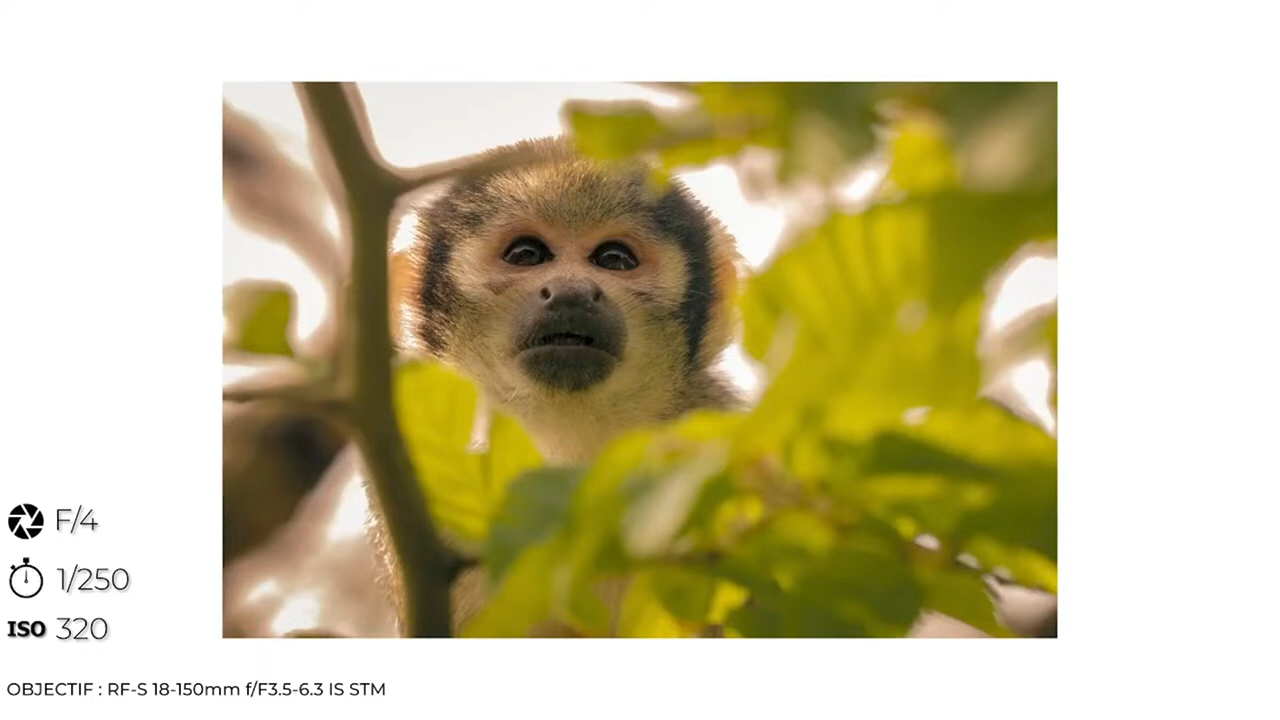 F/4
1/250
ISO 320
OBJECTIF : RF-S 18-150mm f/F3.5-6.3 IS STM